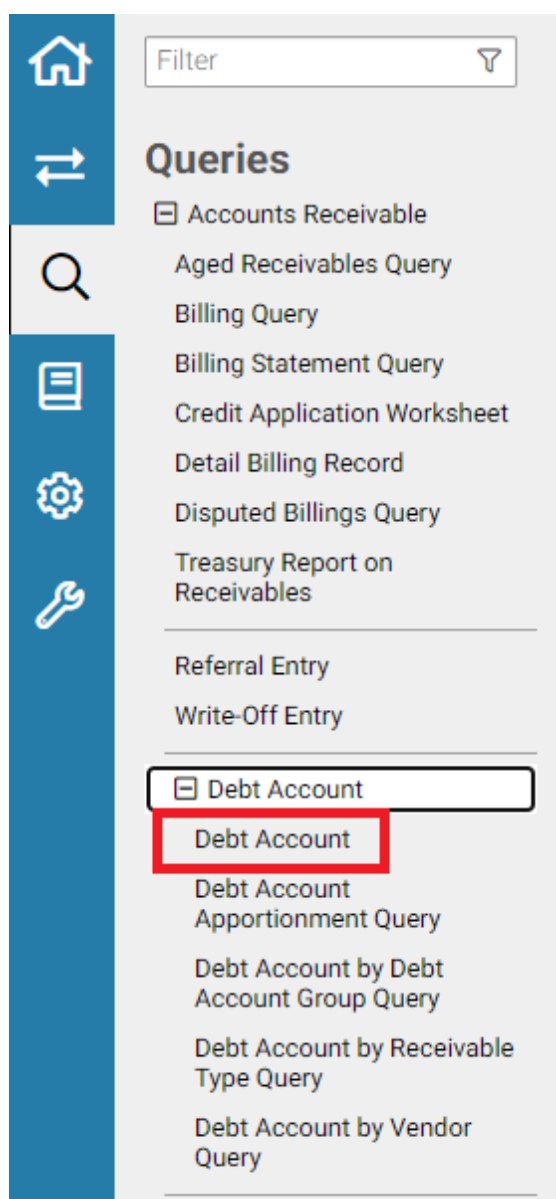 Filter
Queries
Accounts Receivable
Aged Receivables Query
Billing Query
Billing Statement Query
Credit Application Worksheet
Detail Billing Record
Disputed Billings Query
Treasury Report on
Receivables
Referral Entry
Write-Off Entry
Debt Account
Debt Account
Debt Account
Apportionment Query
Debt Account by Debt
Account Group Query
Debt Account by Receivable
Type Query
Debt Account by Vendor
Query